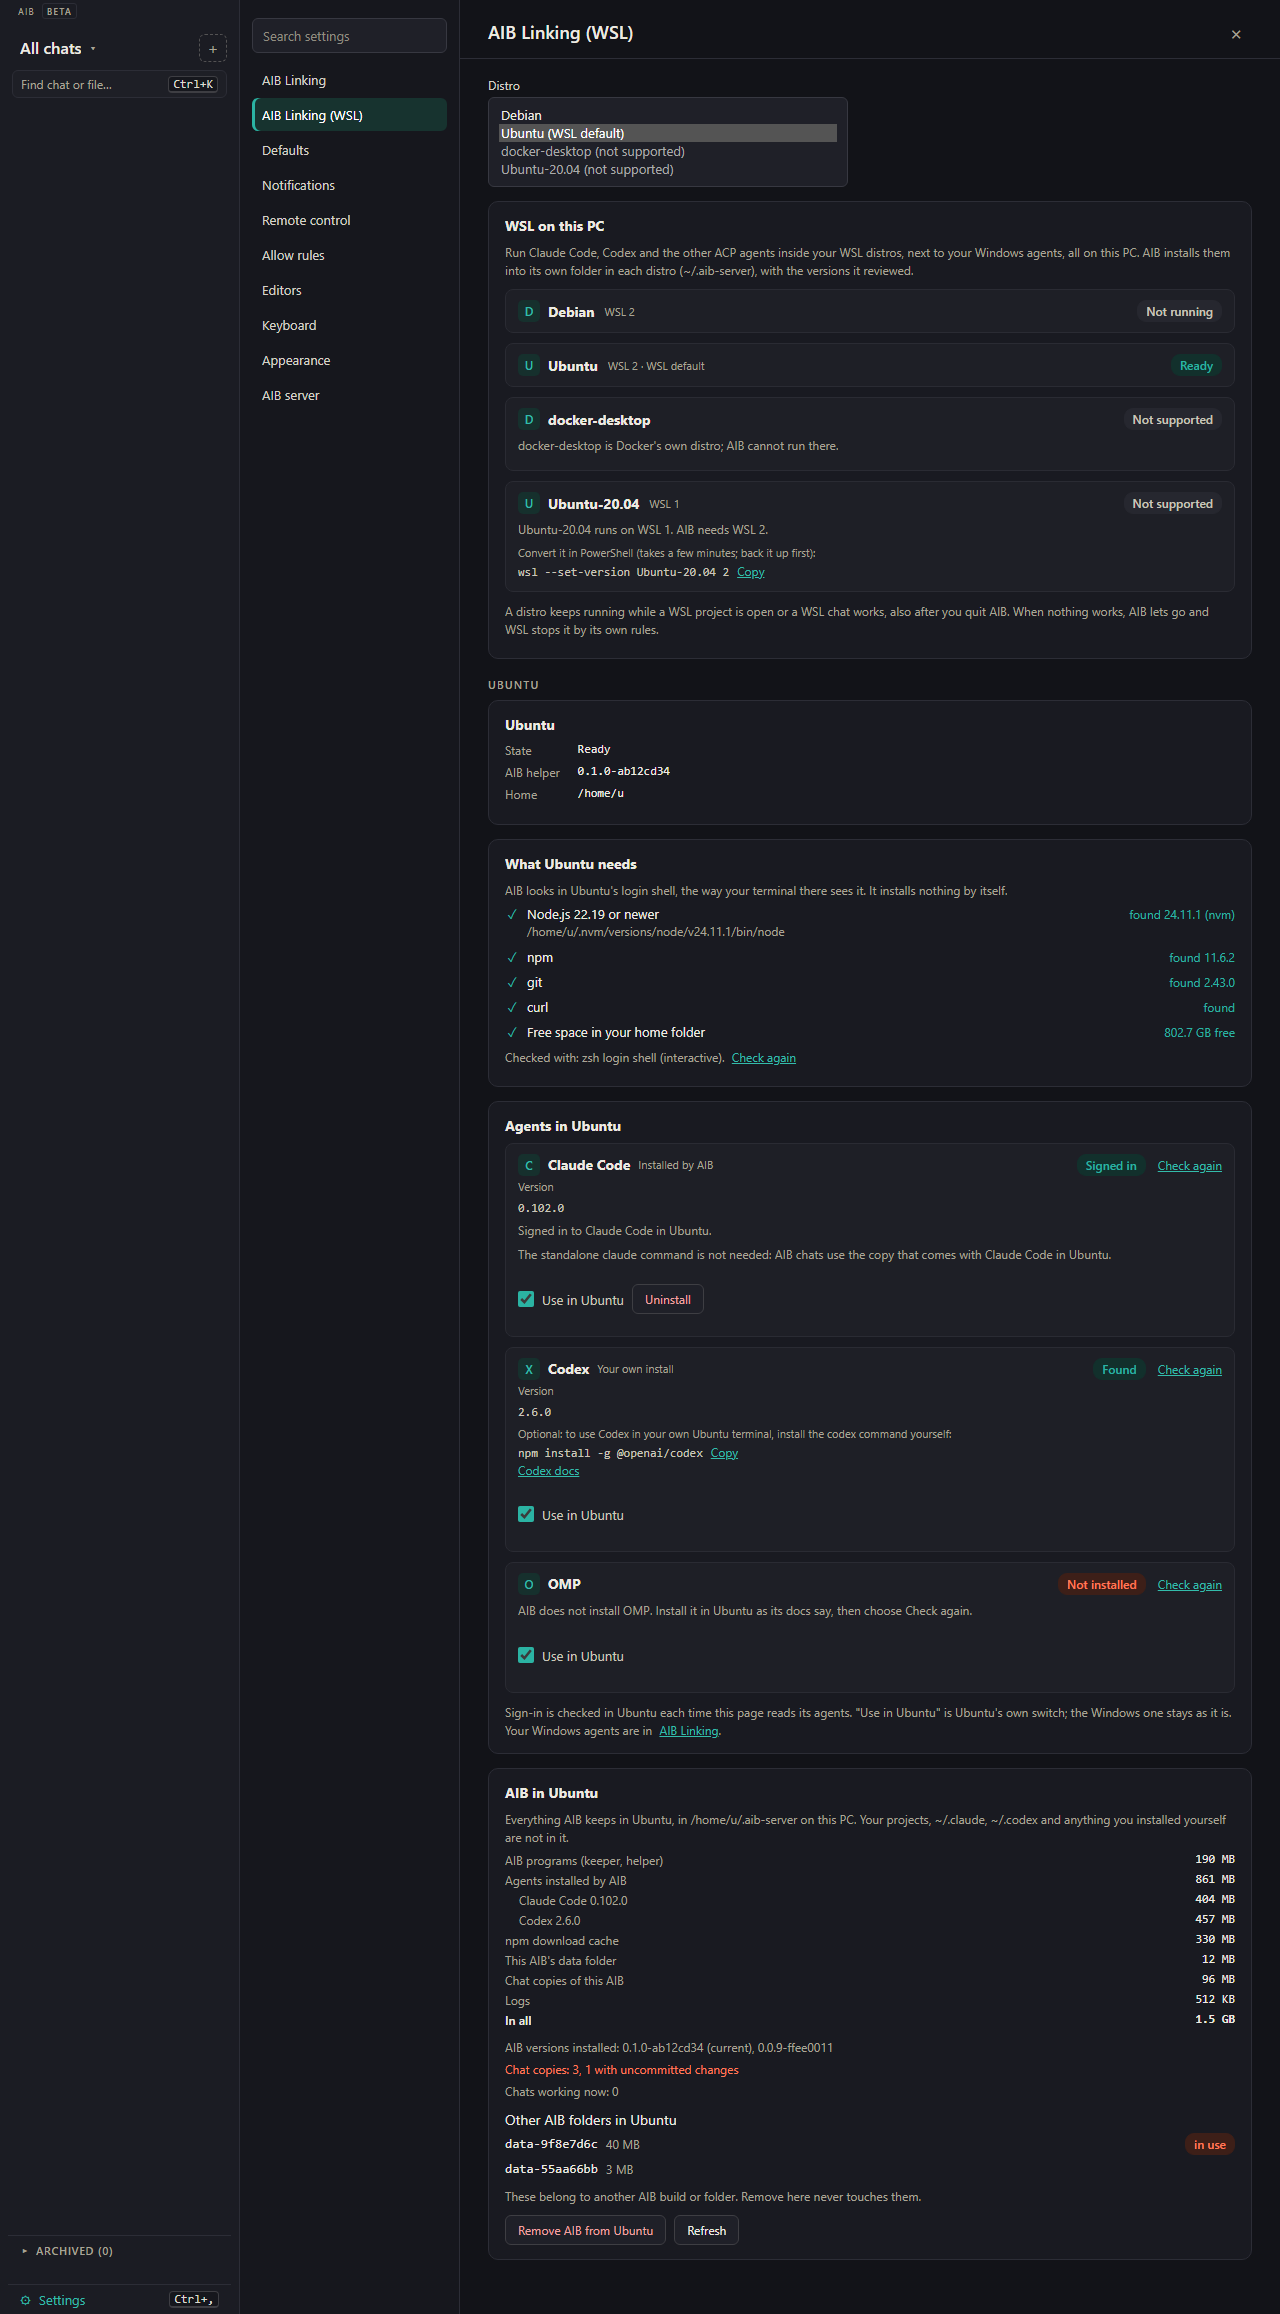 AIB BETA
All chats
+
Find chat or file... Ctrl+K
ARCHIVED (0)
Settings Ctrl+,
Search settings
AIB Linking
AIB Linking (WSL)
Defaults
Notifications
Remote control
Allow rules
Editors
Keyboard
Appearance
AIB server
AIB Linking (WSL) ×
Distro
Debian
Ubuntu (WSL default)
docker-desktop (not supported)
Ubuntu-20.04 (not supported)
WSL on this PC
Run Claude Code, Codex and the other ACP agents inside your WSL distros, next to your Windows agents, all on this PC. AIB installs them
into its own folder in each distro (~/.aib-server), with the versions it reviewed.
D Debian WSL 2 Not running
U Ubuntu WSL 2 · WSL default Ready
D docker-desktop Not supported
docker-desktop is Docker's own distro; AIB cannot run there.
U Ubuntu-20.04 WSL 1 Not supported
Ubuntu-20.04 runs on WSL 1. AIB needs WSL 2.
Convert it in PowerShell (takes a few minutes; back it up first):
wsl --set-version Ubuntu-20.04 2 Copy
A distro keeps running while a WSL project is open or a WSL chat works, also after you quit AIB. When nothing works, AIB lets go and
WSL stops it by its own rules.
UBUNTU
Ubuntu
State Ready
AIB helper 0.1.0-ab12cd34
Home /home/u
What Ubuntu needs
AIB looks in Ubuntu's login shell, the way your terminal there sees it. It installs nothing by itself.
✓ Node.js 22.19 or newer found 24.11.1 (nvm)
/home/u/.nvm/versions/node/v24.11.1/bin/node
✓ npm found 11.6.2
✓ git found 2.43.0
✓ curl found
✓ Free space in your home folder 802.7 GB free
Checked with: zsh login shell (interactive). Check again
Agents in Ubuntu
C Claude Code Installed by AIB Signed in Check again
Version
0.102.0
Signed in to Claude Code in Ubuntu.
The standalone claude command is not needed: AIB chats use the copy that comes with Claude Code in Ubuntu.
Use in Ubuntu Uninstall
X Codex Your own install Found Check again
Version
2.6.0
Optional: to use Codex in your own Ubuntu terminal, install the codex command yourself:
npm install -g @openai/codex Copy
Codex docs
Use in Ubuntu
O OMP Not installed Check again
AIB does not install OMP. Install it in Ubuntu as its docs say, then choose Check again.
Use in Ubuntu
Sign-in is checked in Ubuntu each time this page reads its agents. "Use in Ubuntu" is Ubuntu's own switch; the Windows one stays as it is.
Your Windows agents are in AIB Linking.
AIB in Ubuntu
Everything AIB keeps in Ubuntu, in /home/u/.aib-server on this PC. Your projects, ~/.claude, ~/.codex and anything you installed yourself
are not in it.
AIB programs (keeper, helper) 190 MB
Agents installed by AIB 861 MB
Claude Code 0.102.0 404 MB
Codex 2.6.0 457 MB
npm download cache 330 MB
This AIB's data folder 12 MB
Chat copies of this AIB 96 MB
Logs 512 KB
In all 1.5 GB
AIB versions installed: 0.1.0-ab12cd34 (current), 0.0.9-ffee0011
Chat copies: 3, 1 with uncommitted changes
Chats working now: 0
Other AIB folders in Ubuntu
data-9f8e7d6c 40 MB in use
data-55aa66bb 3 MB
These belong to another AIB build or folder. Remove here never touches them.
Remove AIB from Ubuntu Refresh